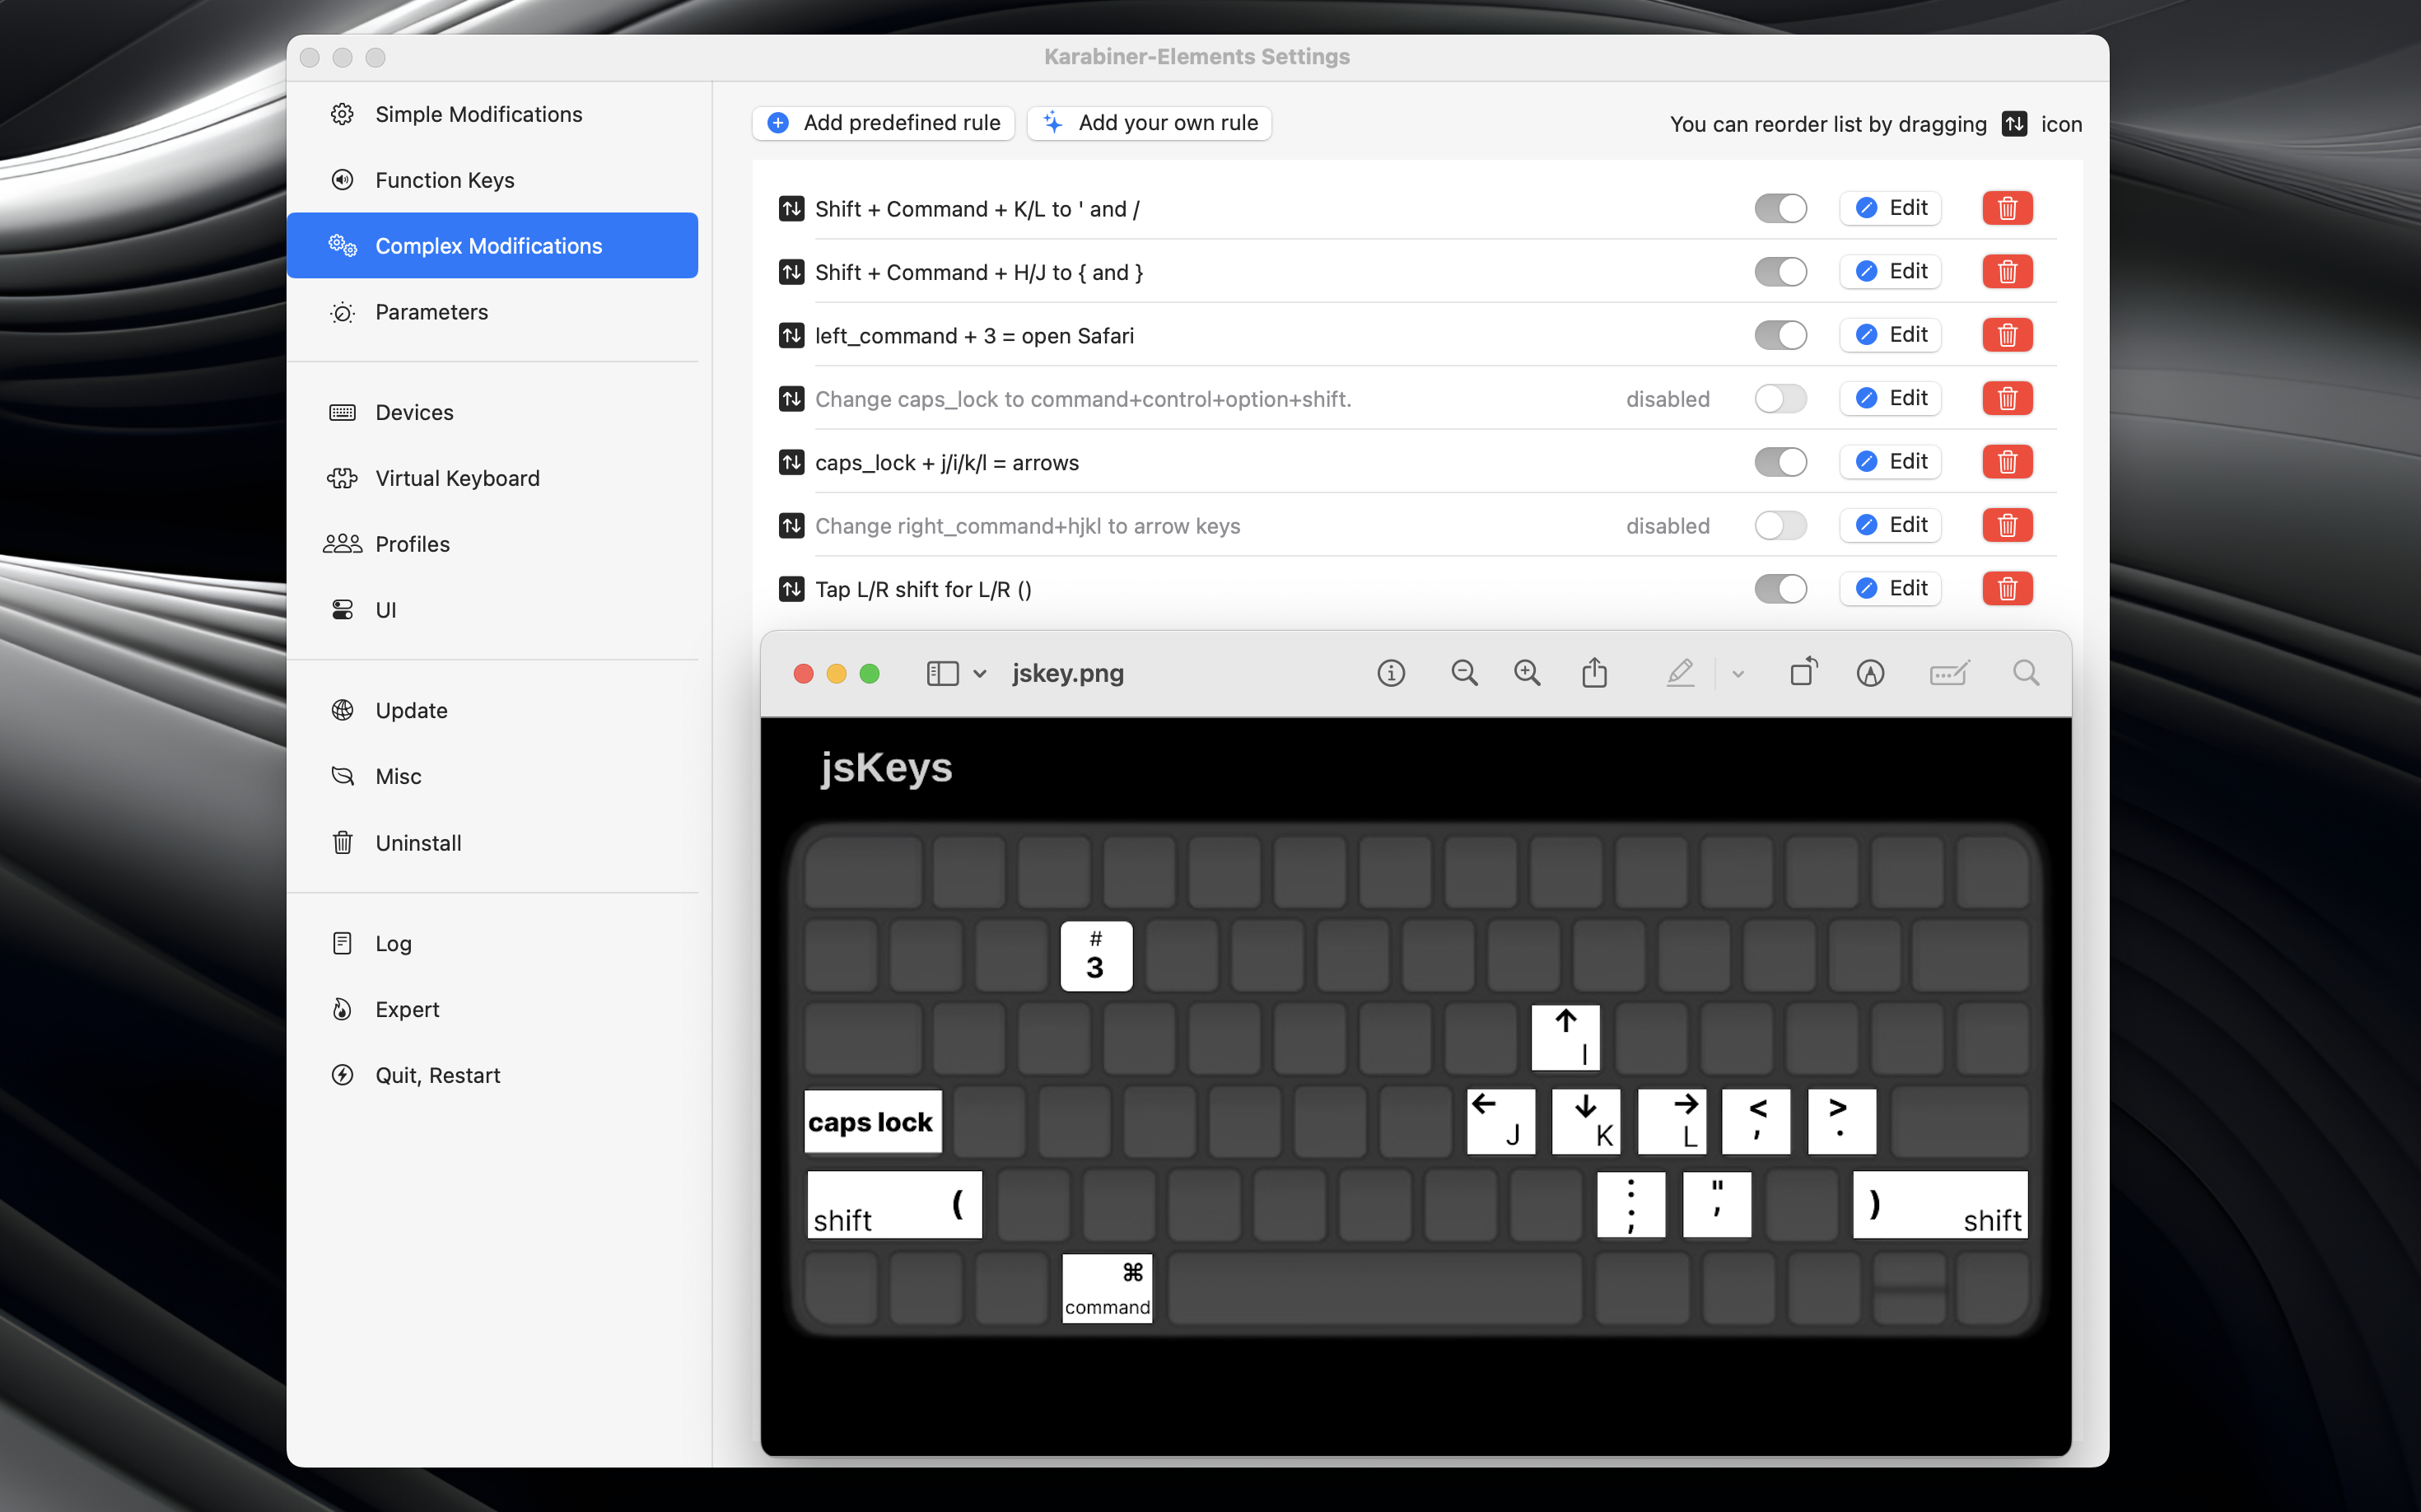 Karabiner-Elements Settings
Simple Modifications
Function Keys
Complex Modifications
Parameters
Devices
Virtual Keyboard
Profiles
UI
Update
Misc
Uninstall
Log
Expert
Quit, Restart
Add predefined rule
Add your own rule
You can reorder list by dragging icon
Shift + Command + K/L to ' and / Edit
Shift + Command + H/J to { and } Edit
left_command + 3 = open Safari Edit
Change caps_lock to command+control+option+shift. disabled Edit
caps_lock + j/i/k/l = arrows Edit
Change right_command+hjkl to arrow keys disabled Edit
Tap L/R shift for L/R () Edit
jskey.png
jsKeys
#
3
↑
I
caps lock
←
J
↓
K
→
L
<
,
>
.
shift (
:
;
"
'
) shift
⌘
command